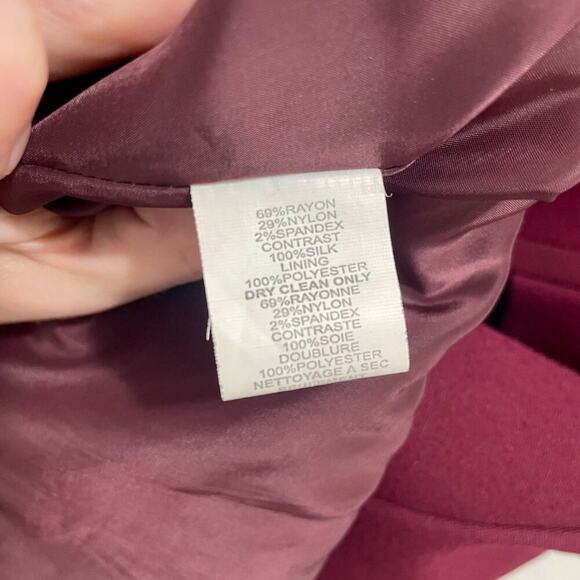 69%RAYON
29%NYLON
2%SPANDEX
CONTRAST
100%SILK
LINING
100%POLYESTER
DRY CLEAN ONLY
69%RAYONNE
29%NYLON
2%SPANDEX
CONTRASTE
100%SOIE
DOUBLURE
100%POLYESTER
NETTOYAGE A SEC